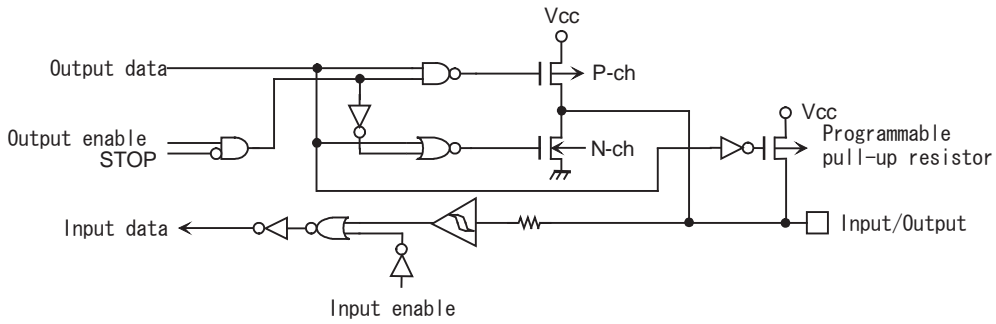 Vcc
Output data
P-ch
Vcc
Output enable
STOP
N-ch
Programmable
pull-up resistor
Input data
Input/Output
Input enable